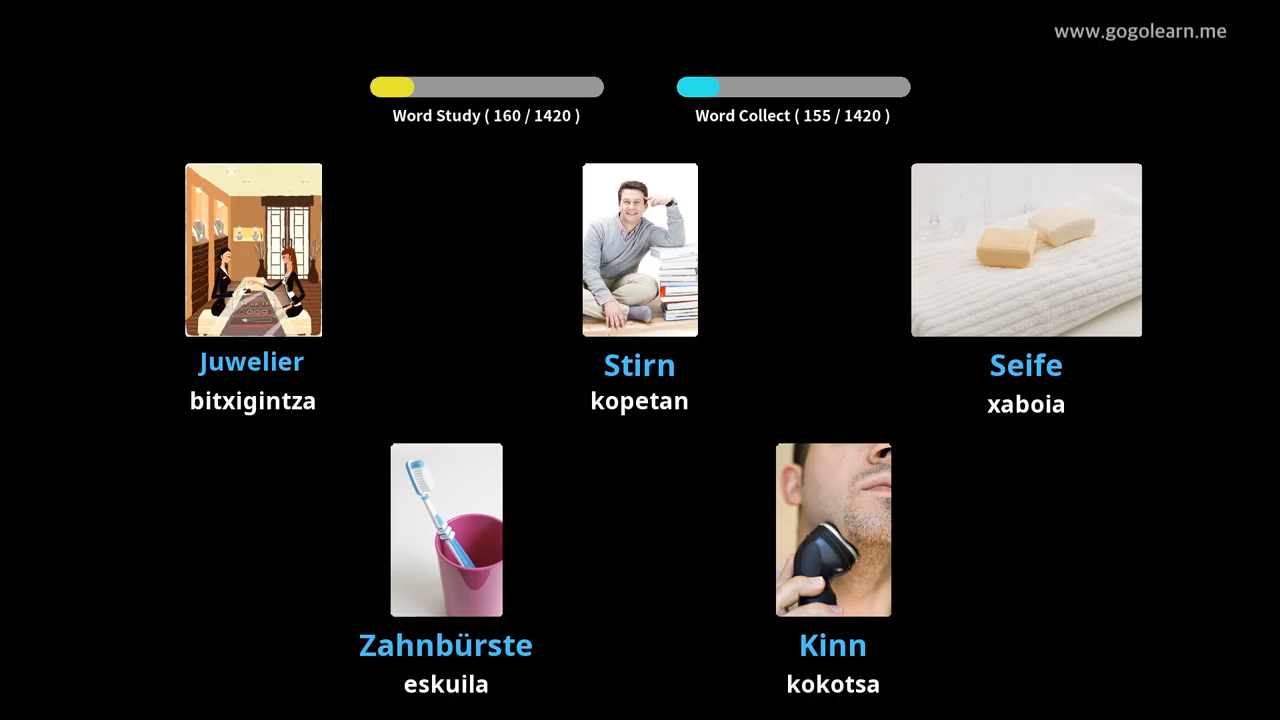 www.gogolearn.me
Word Study ( 160 / 1420 )
Word Collect ( 155 / 1420 )
Juwelier
bitxigintza
Stirn
kopetan
Seife
xaboia
Zahnbürste
eskuila
Kinn
kokotsa